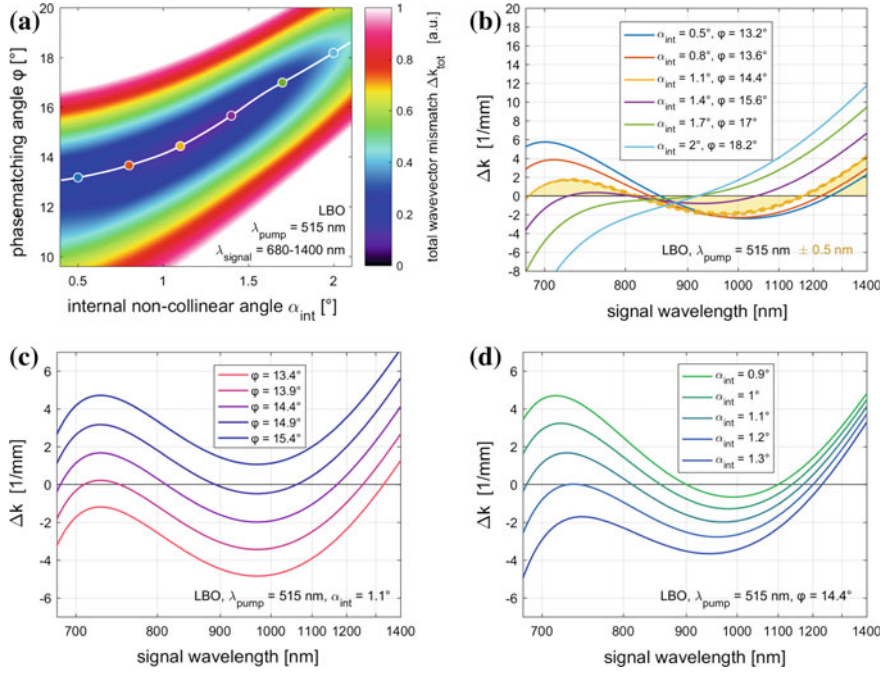 (a)
phasematching angle φ [°]
18
16
14
12
10
0.5
1
1.5
2
internal non-collinear angle α_int [°]
LBO
λ_pump = 515 nm
λ_signal = 680-1400 nm
1
0.8
0.6
0.4
0.2
0
total wavevector mismatch Δk_tot [a.u.]
(b)
Δk [1/mm]
20
18
16
14
12
10
8
6
4
2
0
-2
-4
-6
-8
α_int = 0.5°, φ = 13.2°
α_int = 0.8°, φ = 13.6°
α_int = 1.1°, φ = 14.4°
α_int = 1.4°, φ = 15.6°
α_int = 1.7°, φ = 17°
α_int = 2°, φ = 18.2°
LBO, λ_pump = 515 nm ± 0.5 nm
700
800
900
1000
1100
1200
1400
signal wavelength [nm]
(c)
Δk [1/mm]
6
4
2
0
-2
-4
-6
φ = 13.4°
φ = 13.9°
φ = 14.4°
φ = 14.9°
φ = 15.4°
LBO, λ_pump = 515 nm, α_int = 1.1°
700
800
900
1000
1100
1200
1400
signal wavelength [nm]
(d)
Δk [1/mm]
6
4
2
0
-2
-4
-6
α_int = 0.9°
α_int = 1°
α_int = 1.1°
α_int = 1.2°
α_int = 1.3°
LBO, λ_pump = 515 nm, φ = 14.4°
700
800
900
1000
1100
1200
1400
signal wavelength [nm]